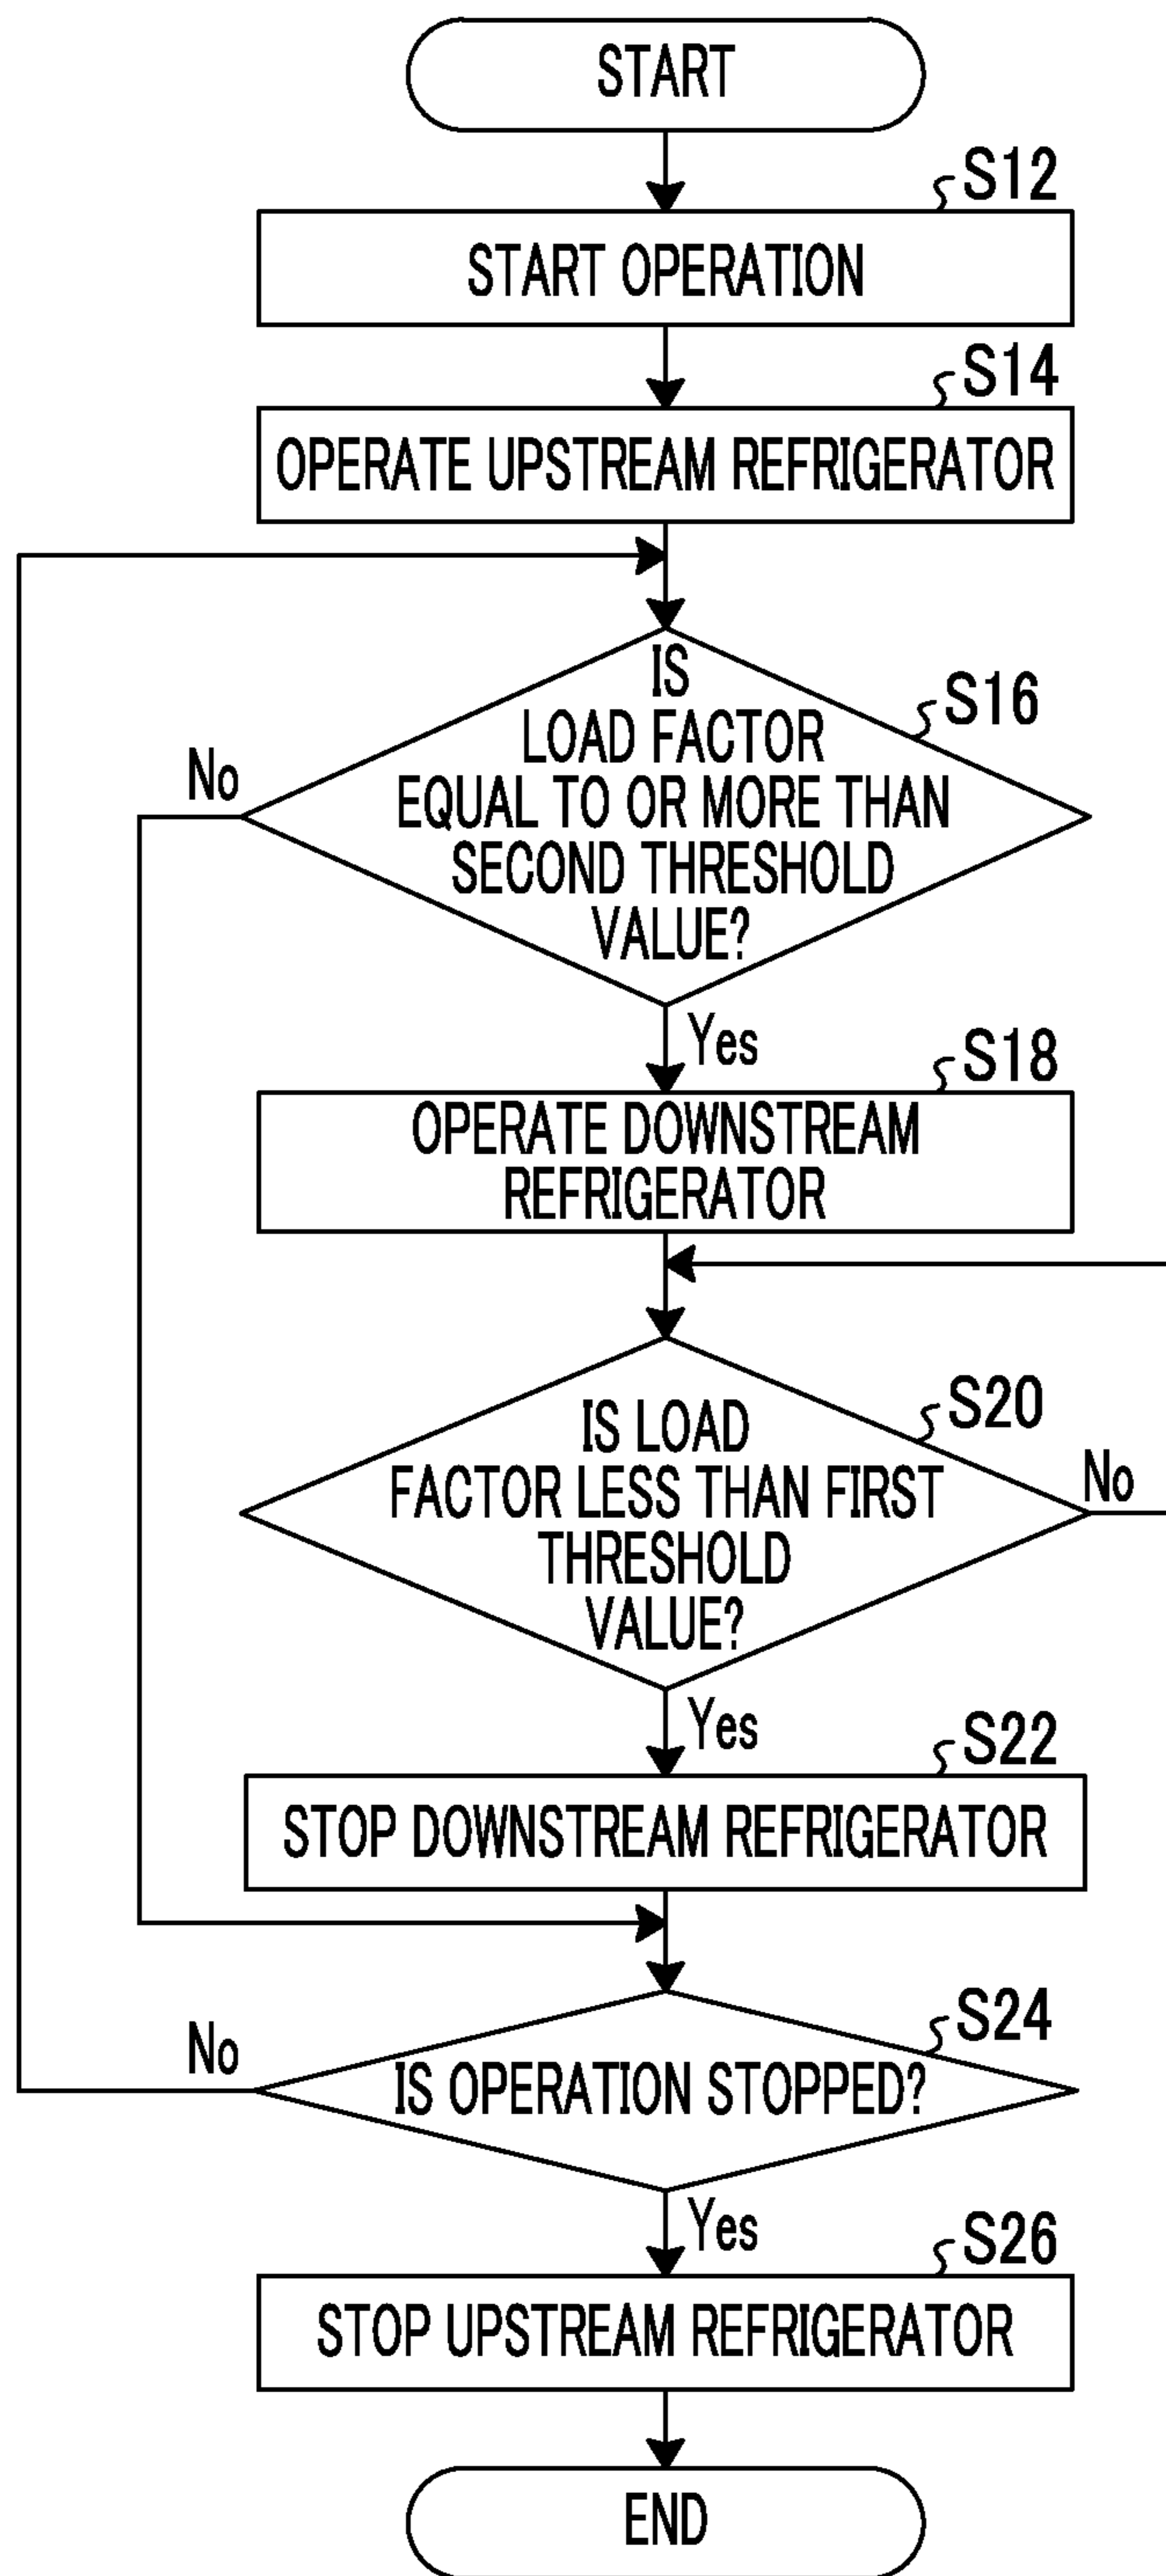 START
S12
START OPERATION
S14
OPERATE UPSTREAM REFRIGERATOR
IS
LOAD FACTOR
EQUAL TO OR MORE THAN
SECOND THRESHOLD
VALUE?
S16
No
Yes
S18
OPERATE DOWNSTREAM
REFRIGERATOR
IS LOAD
FACTOR LESS THAN FIRST
THRESHOLD
VALUE?
S20
No
Yes
S22
STOP DOWNSTREAM REFRIGERATOR
S24
No
IS OPERATION STOPPED?
Yes
S26
STOP UPSTREAM REFRIGERATOR
END